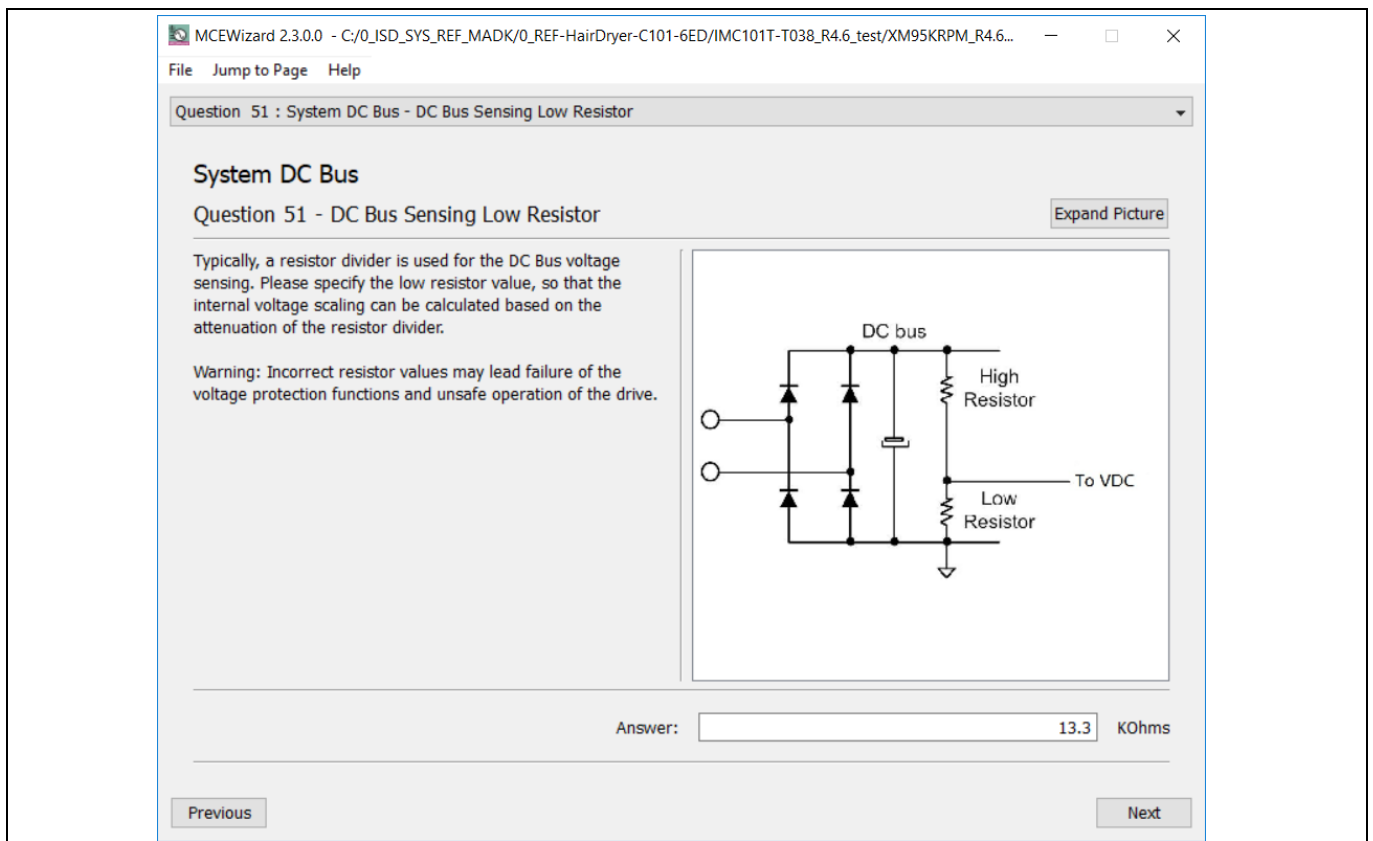 MCEWizard 2.3.0.0 - C:/0_ISD_SYS_REF_MADK/0_REF-HairDryer-C101-6ED/IMC101T-T038_R4.6_test/XM95KRPM_R4.6...
File Jump to Page Help
Question 51 : System DC Bus - DC Bus Sensing Low Resistor
System DC Bus
Question 51 - DC Bus Sensing Low Resistor
Expand Picture
Typically, a resistor divider is used for the DC Bus voltage
sensing. Please specify the low resistor value, so that the
internal voltage scaling can be calculated based on the
attenuation of the resistor divider.
Warning: Incorrect resistor values may lead failure of the
voltage protection functions and unsafe operation of the drive.
DC bus
High
Resistor
To VDC
Low
Resistor
Answer: 13.3 KOhms
Previous Next